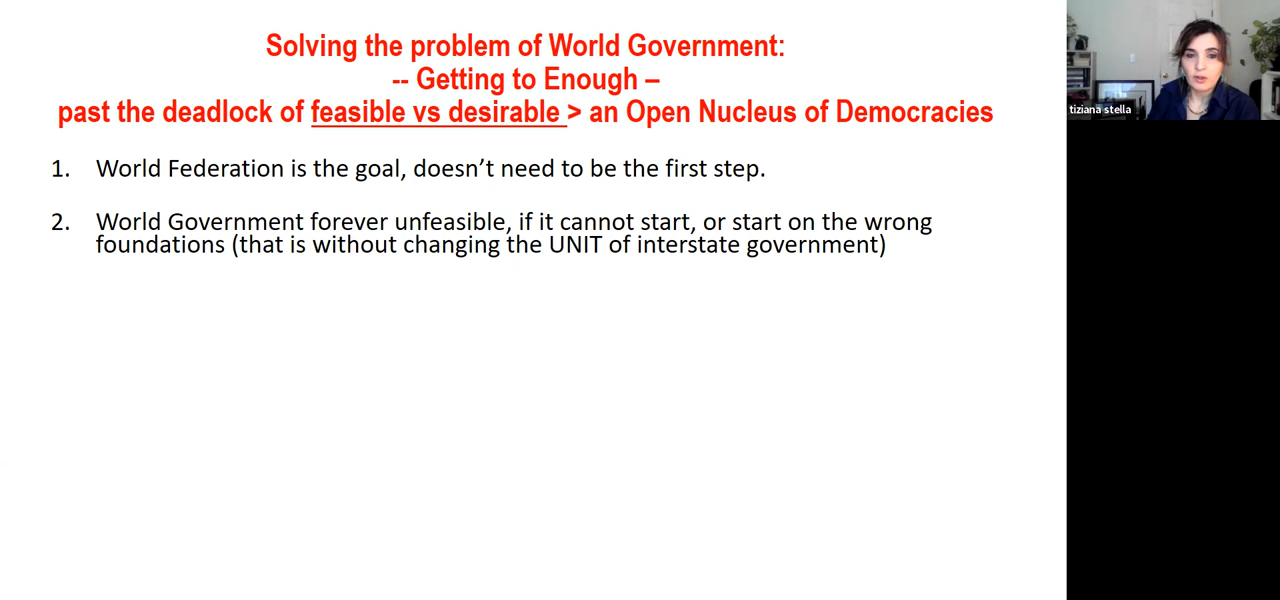 Solving the problem of World Government:
-- Getting to Enough –
past the deadlock of feasible vs desirable > an Open Nucleus of Democracies
1. World Federation is the goal, doesn’t need to be the first step.
2. World Government forever unfeasible, if it cannot start, or start on the wrong
foundations (that is without changing the UNIT of interstate government)
tiziana stella